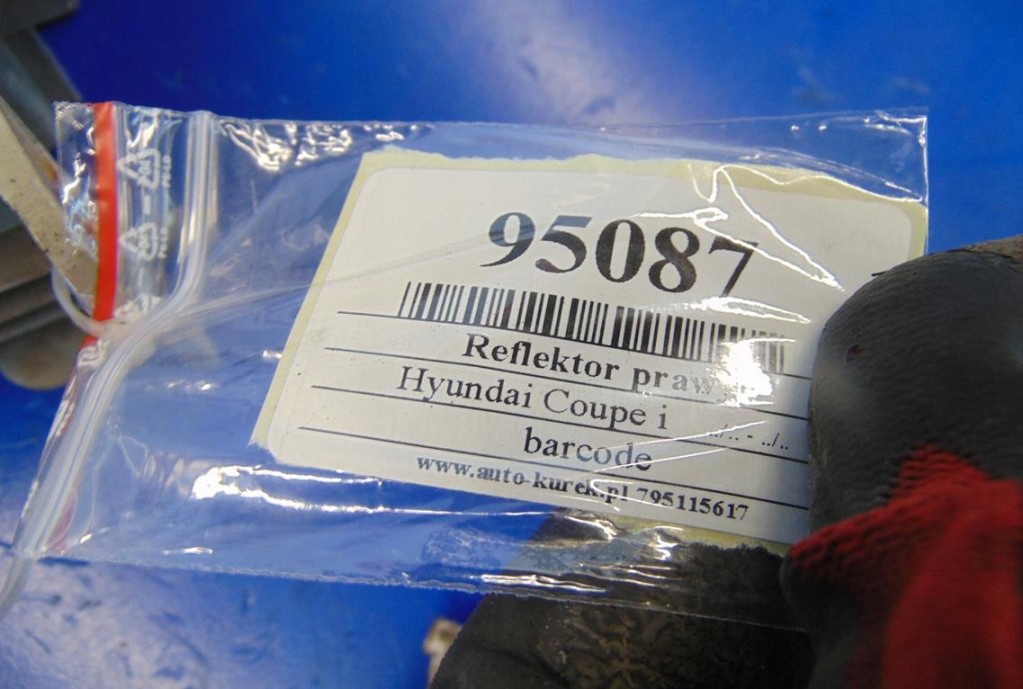 95087
Reflektor
Hyundai Coupe i ../.. - ../..
barcode
www.auto-kurek.pl 795115617